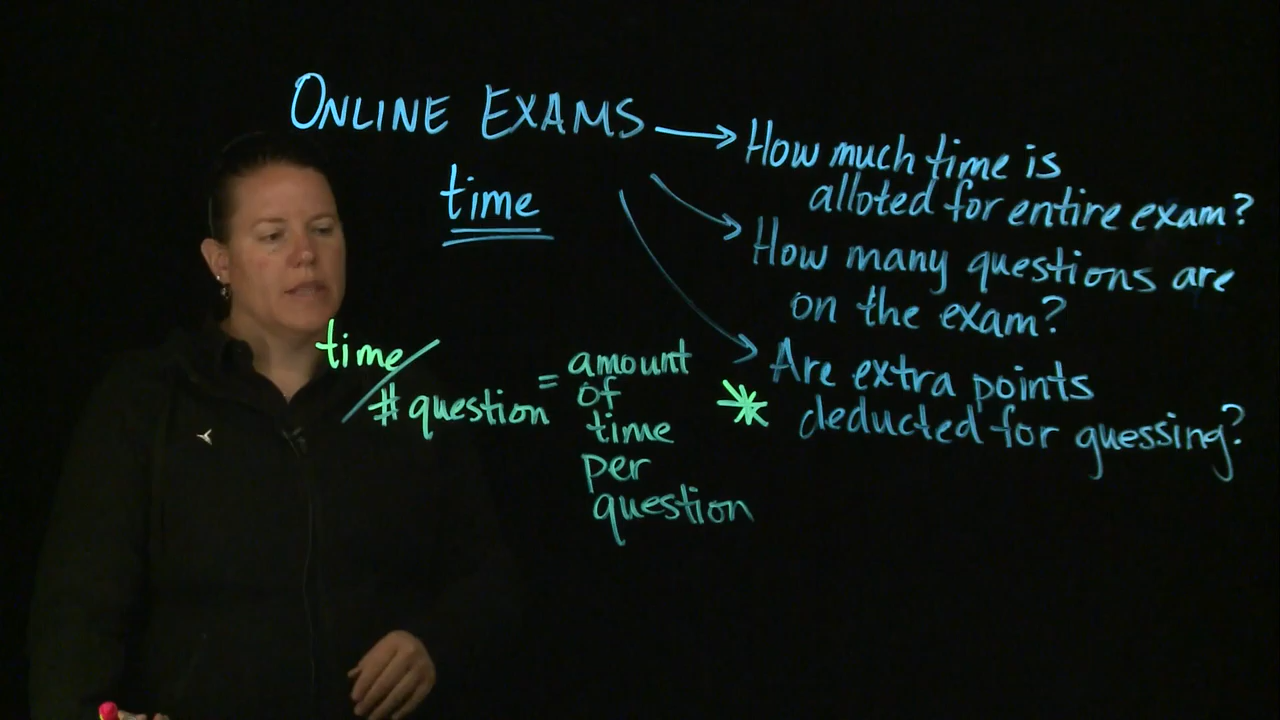 ONLINE EXAMS
time
How much time is
alloted for entire exam?
How many questions are
on the exam?
Are extra points
deducted for guessing?
time/
# question = amount
of
time
per
question